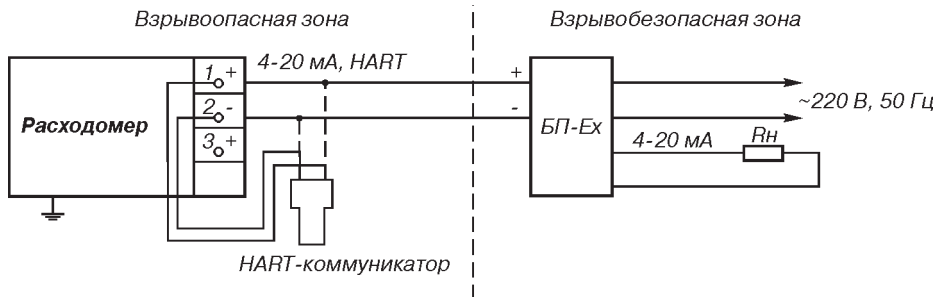 Взрывоопасная зона
Взрывобезопасная зона
1 +
4-20 мА, HART
+
2 -
-
~220 В, 50 Гц
Расходомер
БП-Ex
3 +
4-20 мА
Rн
HART-коммуникатор